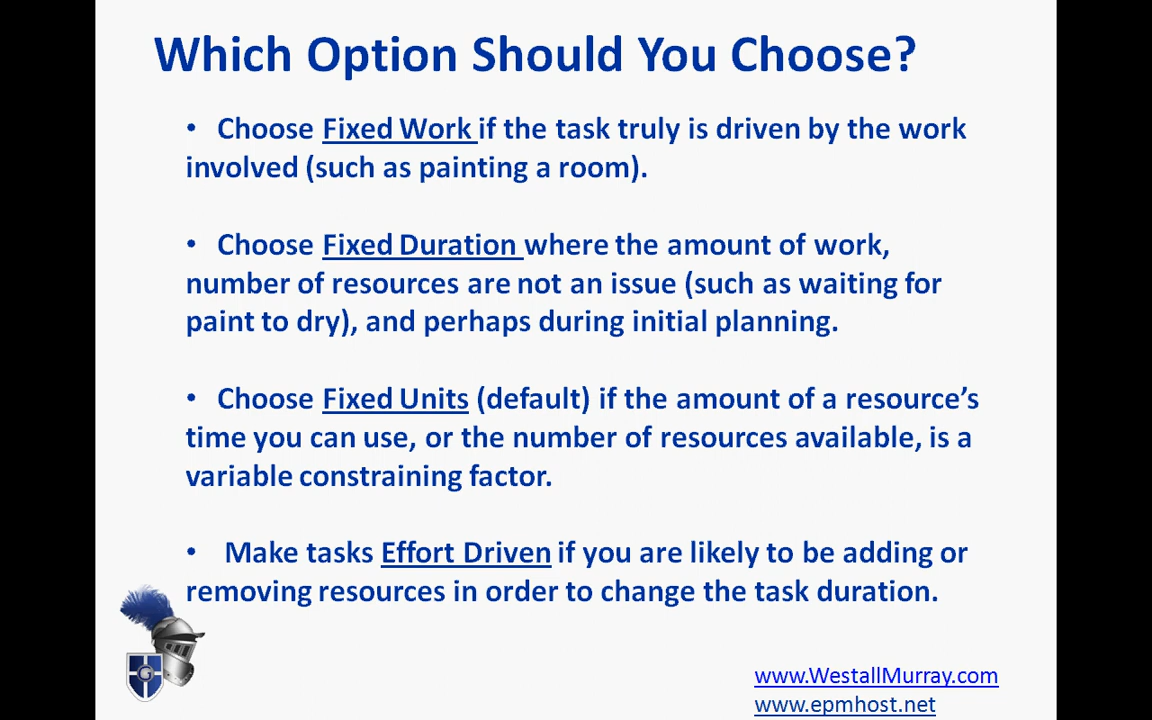 Which Option Should You Choose?
• Choose Fixed Work if the task truly is driven by the work
involved (such as painting a room).
• Choose Fixed Duration where the amount of work,
number of resources are not an issue (such as waiting for
paint to dry), and perhaps during initial planning.
• Choose Fixed Units (default) if the amount of a resource’s
time you can use, or the number of resources available, is a
variable constraining factor.
• Make tasks Effort Driven if you are likely to be adding or
removing resources in order to change the task duration.
G
www.WestallMurray.com
www.epmhost.net